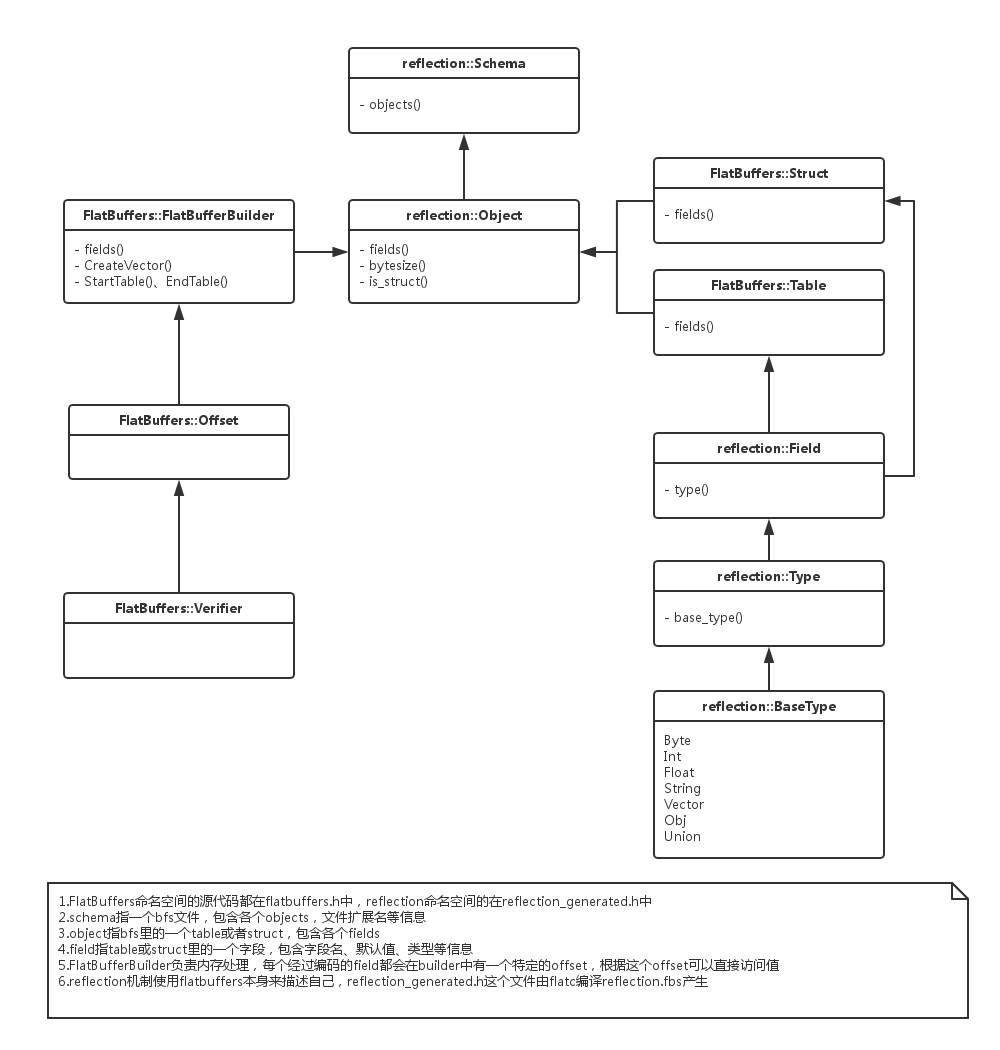 reflection::Schema
- objects()
FlatBuffers::Struct
- fields()
FlatBuffers::FlatBufferBuilder
- fields()
- CreateVector()
- StartTable()、EndTable()
reflection::Object
- fields()
- bytesize()
- is_struct()
FlatBuffers::Table
- fields()
FlatBuffers::Offset
reflection::Field
- type()
FlatBuffers::Verifier
reflection::Type
- base_type()
reflection::BaseType
Byte
Int
Float
String
Vector
Obj
Union
1.FlatBuffers命名空间的源代码都在flatbuffers.h中，reflection命名空间的在reflection_generated.h中
2.schema指一个bfs文件，包含各个objects，文件扩展名等信息
3.object指bfs里的一个table或者struct，包含各个fields
4.field指table或struct里的一个字段，包含字段名、默认值、类型等信息
5.FlatBufferBuilder负责内存处理，每个经过编码的field都会在builder中有一个特定的offset，根据这个offset可以直接访问值
6.reflection机制使用flatbuffers本身来描述自己，reflection_generated.h这个文件由flatc编译reflection.fbs产生